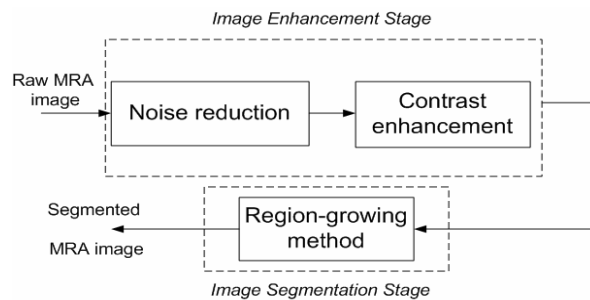 Image Enhancement Stage
Raw MRA
image
Noise reduction
Contrast
enhancement
Segmented
MRA image
Region-growing
method
Image Segmentation Stage